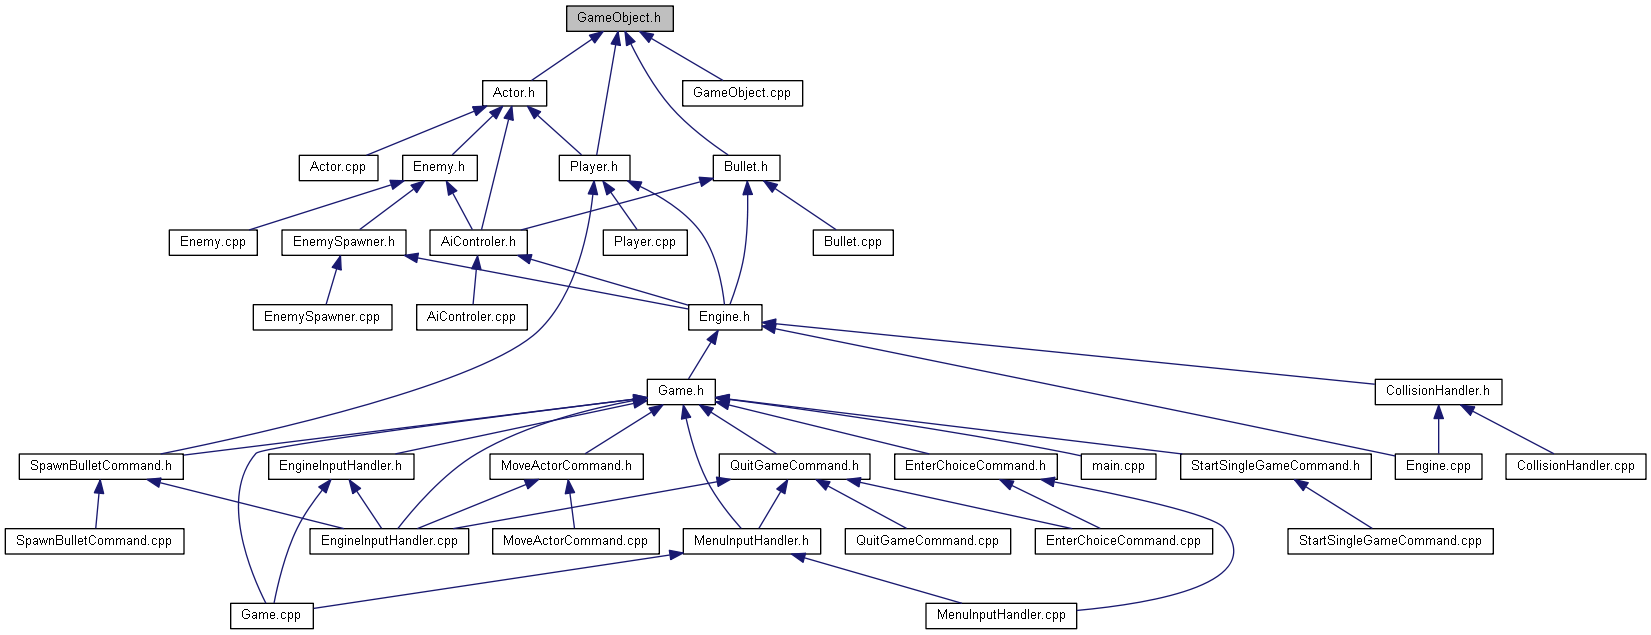 GameObject.h
Actor.h
GameObject.cpp
Actor.cpp
Enemy.h
Player.h
Bullet.h
Enemy.cpp
EnemySpawner.h
AiControler.h
Player.cpp
Bullet.cpp
EnemySpawner.cpp
AiControler.cpp
Engine.h
Game.h
CollisionHandler.h
SpawnBulletCommand.h
EngineInputHandler.h
MoveActorCommand.h
QuitGameCommand.h
EnterChoiceCommand.h
main.cpp
StartSingleGameCommand.h
Engine.cpp
CollisionHandler.cpp
SpawnBulletCommand.cpp
EngineInputHandler.cpp
MoveActorCommand.cpp
MenuInputHandler.h
QuitGameCommand.cpp
EnterChoiceCommand.cpp
StartSingleGameCommand.cpp
Game.cpp
MenuInputHandler.cpp